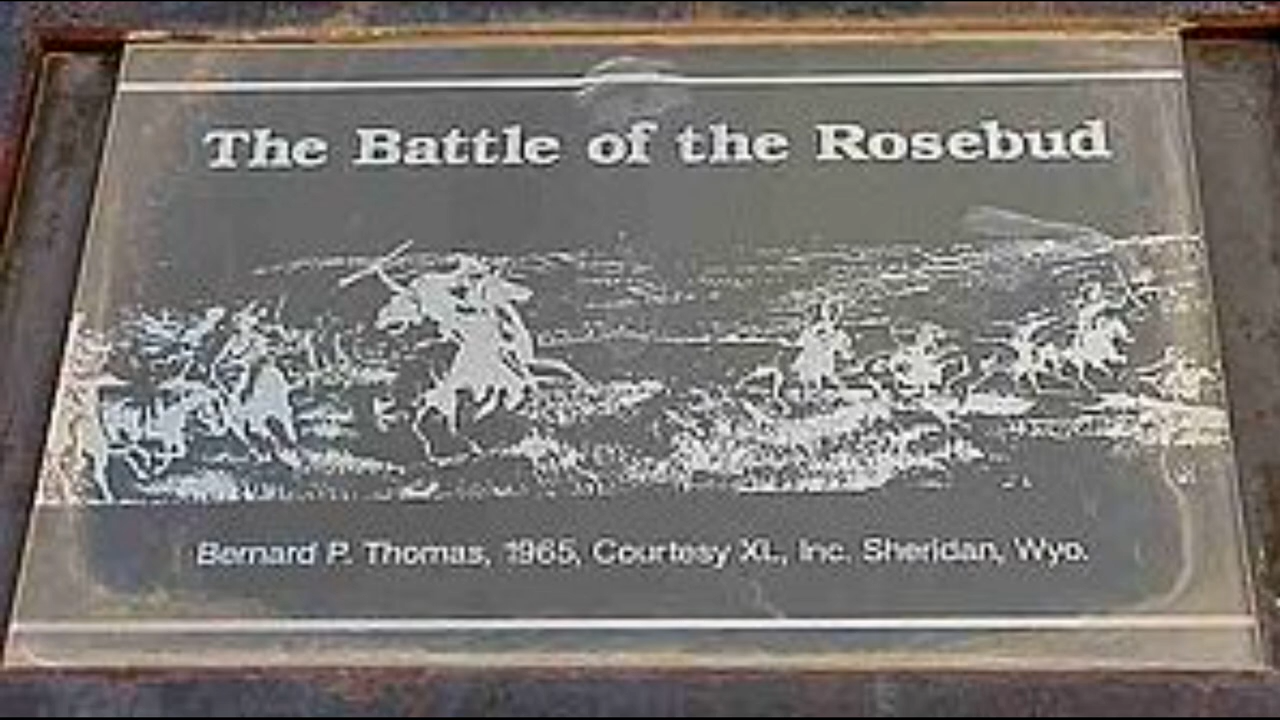 The Battle of the Rosebud
Bernard P. Thomas, 1965, Courtesy XL, Inc. Sheridan, Wyo.